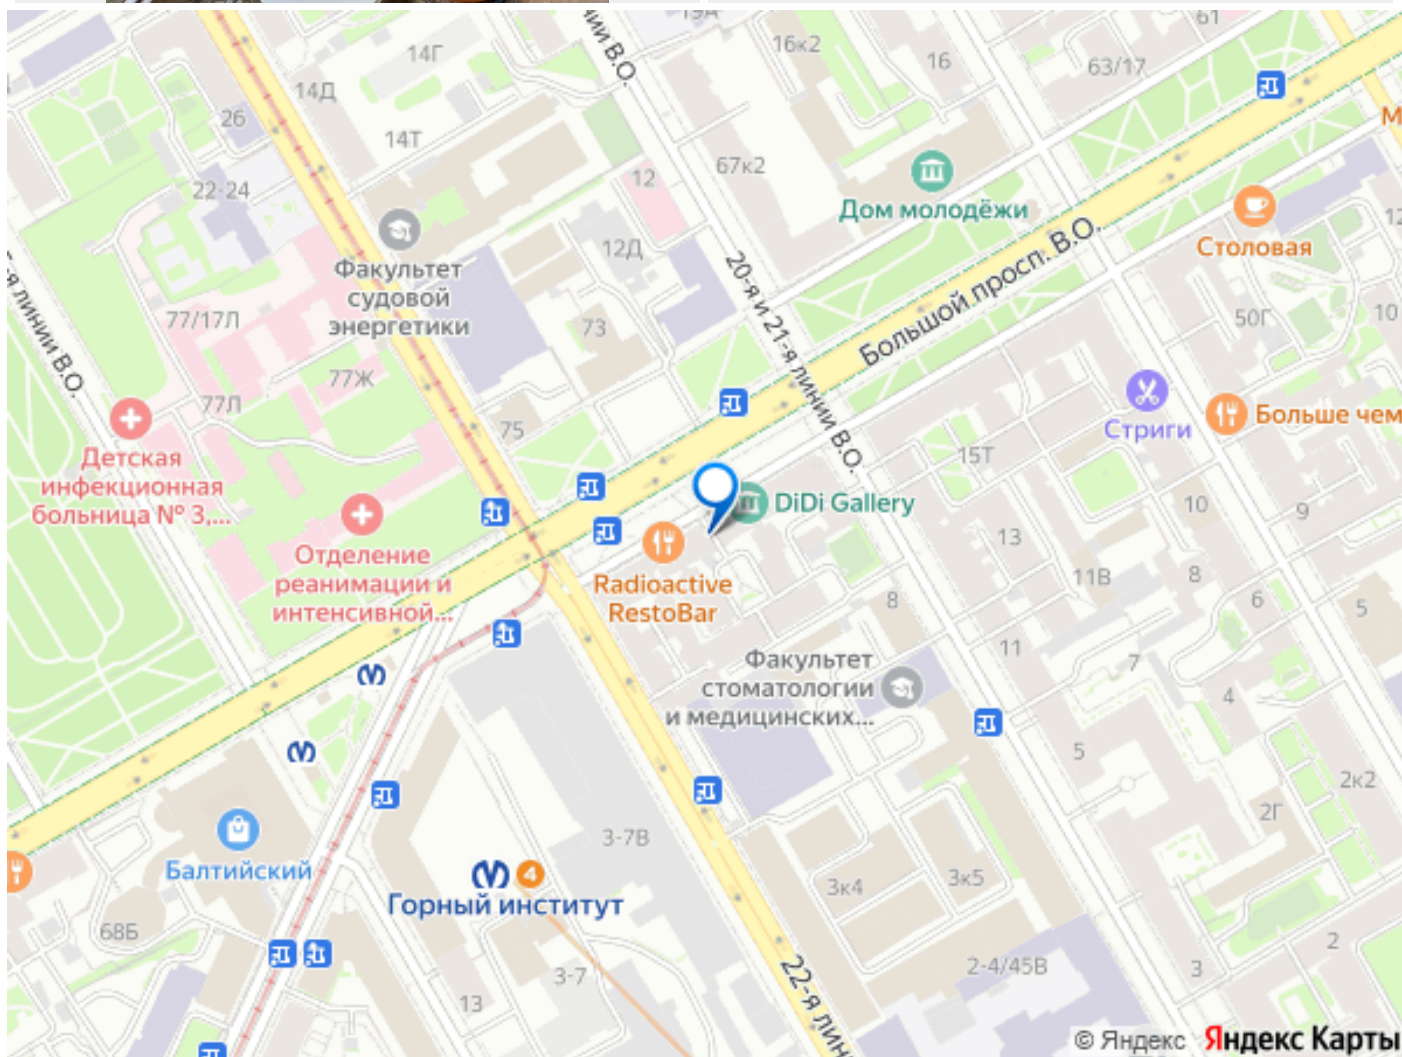 19А
61
14Г
16к2
16
63/17
14Д
26
14Т
67к2
12
22-24
Дом молодёжи
Столовая
Факультет
судовой
энергетики
12Д
20-я и 21-я линии В.О.
Большой просп. В.О.
77/17Л
73
50Г
10
77Ж
77Л
75
Стриги
Больше чем
Детская
инфекционная
больница № 3,...
15Т
DiDi Gallery
10
9
Отделение
реанимации и
интенсивной...
Radioactive
RestoBar
13
11В
8
8
6
5
Факультет
стоматологии
и медицинских...
11
7
4
5
2к2
2Г
3-7В
Балтийский
Горный институт
4
3к4
3к5
68Б
2
22-я лин
2-4/45В
3
3-7
13
© Яндекс Яндекс Карты